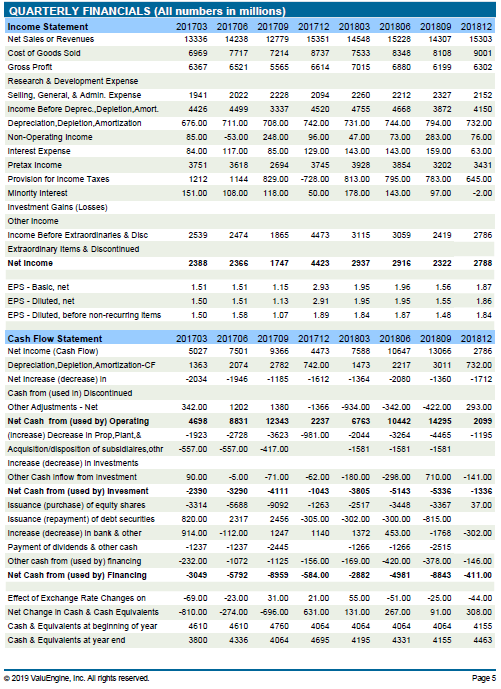 QUARTERLY FINANCIALS (All numbers in millions)
Income Statement 201703 201706 201709 201712 201803 201806 201809 201812
Net Sales or Revenues 13336 14238 12779 15351 14548 15228 14307 15303
Cost of Goods Sold 6969 7717 7214 8737 7533 8348 8108 9001
Gross Profit 6367 6521 5565 6614 7015 6880 6199 6302
Research & Development Expense
Selling, General, & Admin. Expense 1941 2022 2228 2094 2260 2212 2327 2152
Income Before Deprec.,Depletion,Amort. 4426 4499 3337 4520 4755 4668 3872 4150
Depreciation,Depletion,Amortization 676.00 711.00 708.00 742.00 731.00 744.00 794.00 732.00
Non-Operating Income 85.00 -53.00 248.00 96.00 47.00 73.00 283.00 76.00
Interest Expense 84.00 117.00 85.00 129.00 143.00 143.00 159.00 63.00
Pretax Income 3751 3618 2694 3745 3928 3854 3202 3431
Provision for Income Taxes 1212 1144 829.00 -728.00 813.00 795.00 783.00 645.00
Minority Interest 151.00 108.00 118.00 50.00 178.00 143.00 97.00 -2.00
Investment Gains (Losses)
Other Income
Income Before Extraordinaries & Disc 2539 2474 1865 4473 3115 3059 2419 2786
Extraordinary Items & Discontinued
Net Income 2388 2366 1747 4423 2937 2916 2322 2788
EPS - Basic, net 1.51 1.51 1.15 2.93 1.95 1.96 1.56 1.87
EPS - Diluted, net 1.50 1.51 1.13 2.91 1.95 1.95 1.55 1.86
EPS - Diluted, before non-recurring items 1.50 1.58 1.07 1.89 1.84 1.87 1.48 1.84
Cash Flow Statement 201703 201706 201709 201712 201803 201806 201809 201812
Net Income (Cash Flow) 5027 7501 9366 4473 7588 10647 13066 2786
Depreciation,Depletion,Amortization-CF 1363 2074 2782 742.00 1473 2217 3011 732.00
Net Increase (decrease) in -2034 -1946 -1185 -1612 -1364 -2080 -1360 -1712
Cash from (used in) Discontinued
Other Adjustments - Net 342.00 1202 1380 -1366 -934.00 -342.00 -422.00 293.00
Net Cash from (used by) Operating 4698 8831 12343 2237 6763 10442 14295 2099
(Increase) Decrease in Prop,Plant,& -1923 -2728 -3623 -981.00 -2044 -3264 -4465 -1195
Acquisition/disposition of subsidiaires,othr -557.00 -557.00 -417.00 -1581 -1581 -1581
Increase (decrease) in Investments
Other Cash Inflow from investment 90.00 -5.00 -71.00 -62.00 -180.00 -298.00 710.00 -141.00
Net Cash from (used by) Invesment -2390 -3290 -4111 -1043 -3805 -5143 -5336 -1336
Issuing (purchase) of equity shares -3314 -5688 -9092 -1263 -2517 -3448 -3367 37.00
Issuing (repayment) of debt securities 820.00 2317 2456 -305.00 -302.00 -300.00 -815.00
Increase (decrease) in bank & other 914.00 -112.00 1247 1140 1372 453.00 -1768 -302.00
Payment of dividends & other cash -1237 -1237 -2445 -1266 -1266 -2515
Other cash from (used by) financing -232.00 -1072 -1125 -156.00 -169.00 -420.00 -378.00 -146.00
Net Cash from (used by) Financing -3049 -5792 -8959 -584.00 -2882 -4981 -8843 -411.00
Effect of Exchange Rate Changes on -69.00 -23.00 31.00 21.00 55.00 -51.00 -25.00 -44.00
Net Change in Cash & Cash Equivalents -810.00 -274.00 -696.00 631.00 131.00 267.00 91.00 308.00
Cash & Equivalents at beginning of year 4610 4610 4760 4064 4064 4064 4064 4155
Cash & Equivalents at year end 3800 4336 4064 4695 4195 4331 4155 4463
© 2019 ValuEngine, Inc. All rights reserved. Page 5